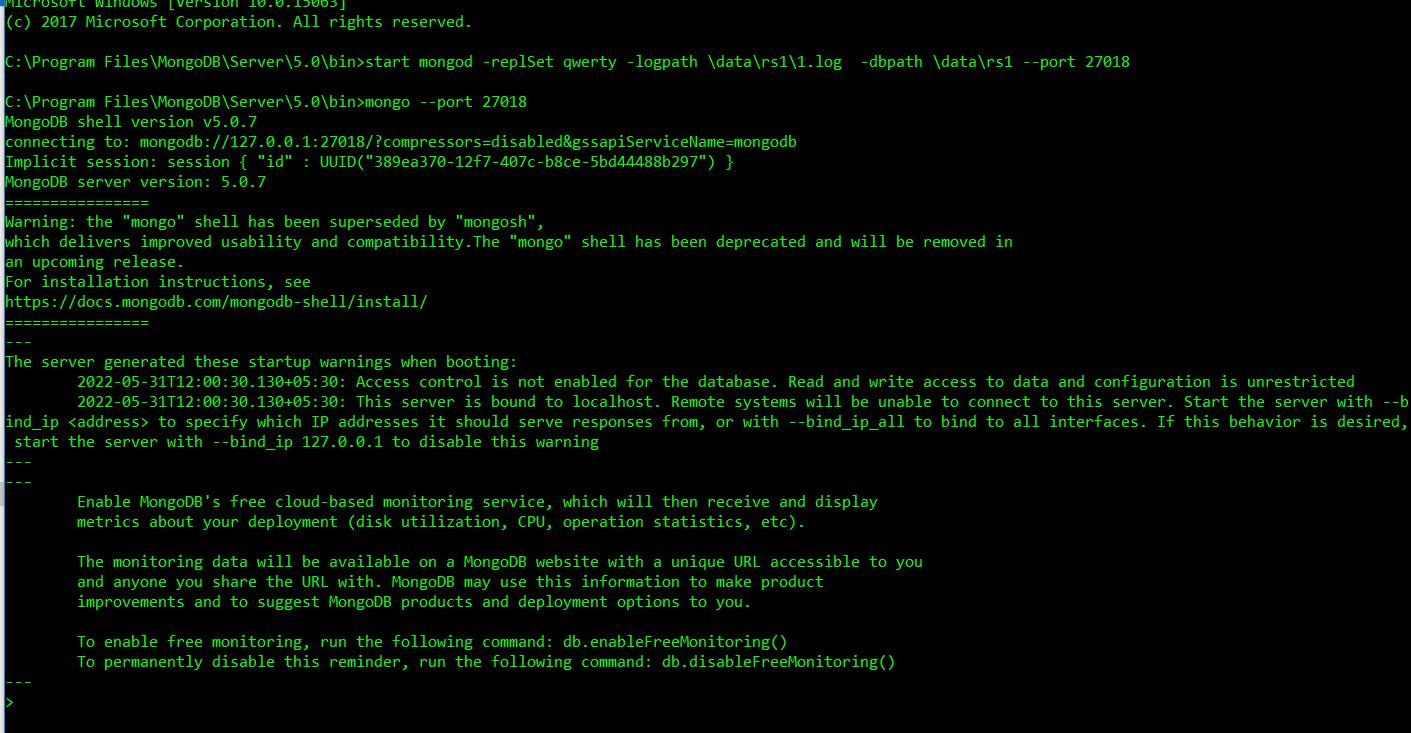 Microsoft Windows [Version 10.0.15063]
(c) 2017 Microsoft Corporation. All rights reserved.
C:\Program Files\MongoDB\Server\5.0\bin>start mongod -replSet qwerty -logpath \data\rs1\1.log  -dbpath \data\rs1 --port 27018
C:\Program Files\MongoDB\Server\5.0\bin>mongo --port 27018
MongoDB shell version v5.0.7
connecting to: mongodb://127.0.0.1:27018/?compressors=disabled&gssapiServiceName=mongodb
Implicit session: session { "id" : UUID("389ea370-12f7-407c-b8ce-5bd44488b297") }
MongoDB server version: 5.0.7
================
Warning: the "mongo" shell has been superseded by "mongosh",
which delivers improved usability and compatibility.The "mongo" shell has been deprecated and will be removed in
an upcoming release.
For installation instructions, see
https://docs.mongodb.com/mongodb-shell/install/
================
---
The server generated these startup warnings when booting:
2022-05-31T12:00:30.130+05:30: Access control is not enabled for the database. Read and write access to data and configuration is unrestricted
2022-05-31T12:00:30.130+05:30: This server is bound to localhost. Remote systems will be unable to connect to this server. Start the server with --b
ind_ip <address> to specify which IP addresses it should serve responses from, or with --bind_ip_all to bind to all interfaces. If this behavior is desired,
start the server with --bind_ip 127.0.0.1 to disable this warning
---
---
Enable MongoDB's free cloud-based monitoring service, which will then receive and display
metrics about your deployment (disk utilization, CPU, operation statistics, etc).
The monitoring data will be available on a MongoDB website with a unique URL accessible to you
and anyone you share the URL with. MongoDB may use this information to make product
improvements and to suggest MongoDB products and deployment options to you.
To enable free monitoring, run the following command: db.enableFreeMonitoring()
To permanently disable this reminder, run the following command: db.disableFreeMonitoring()
---
>